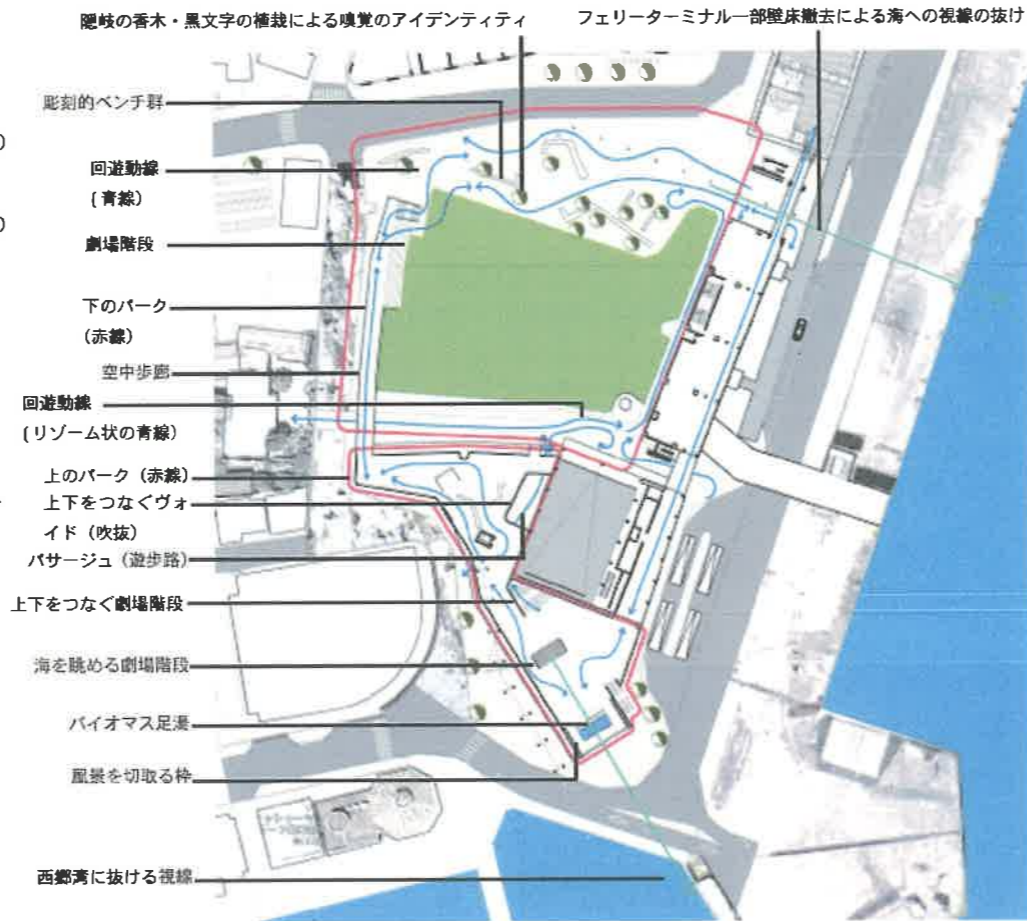 隠岐の香木・黒文字の植栽による嗅覚のアイデンティティ
フェリーターミナル一部壁床撤去による海への視線の抜け
彫刻的ベンチ群
回遊動線
(青線)
劇場階段
下のパーク
(赤線)
空中歩廊
回遊動線
(リゾーム状の青線)
上のパーク(赤線)
上下をつなぐヴォ
イド(吹抜)
パサージュ(遊歩路)
上下をつなぐ劇場階段
海を眺める劇場階段
バイオマス足湯
風景を切取る枠
西郷湾に抜ける視線